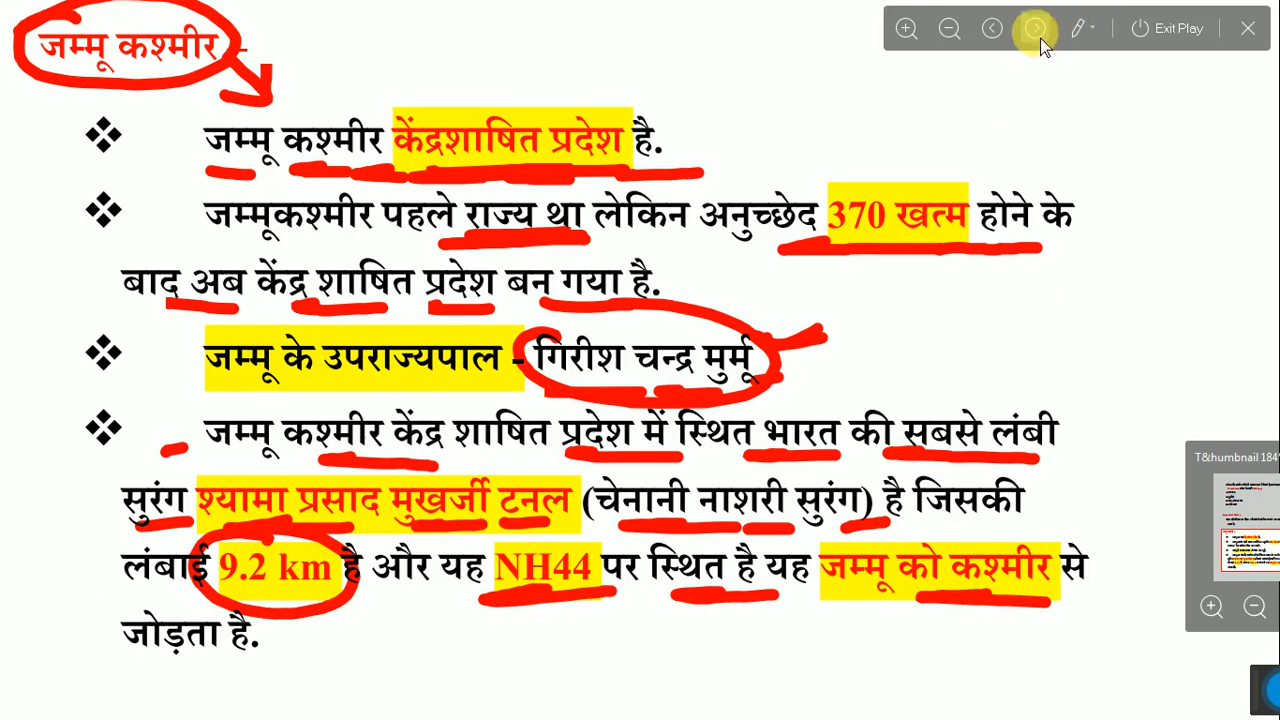 जम्मू कश्मीर -
Exit Play
❖ जम्मू कश्मीर केंद्रशाषित प्रदेश है.
❖ जम्मूकश्मीर पहले राज्य था लेकिन अनुच्छेद 370 खत्म होने के
बाद अब केंद्र शाषित प्रदेश बन गया है.
❖ जम्मू के उपराज्यपाल - गिरीश चन्द्र मुर्मू
❖ जम्मू कश्मीर केंद्र शाषित प्रदेश में स्थित भारत की सबसे लंबी
सुरंग श्यामा प्रसाद मुखर्जी टनल (चेनानी नाशरी सुरंग) है जिसकी
लंबाई 9.2 km है और यह NH44 पर स्थित है यह जम्मू को कश्मीर से
जोड़ता है.
T&humbnail 184